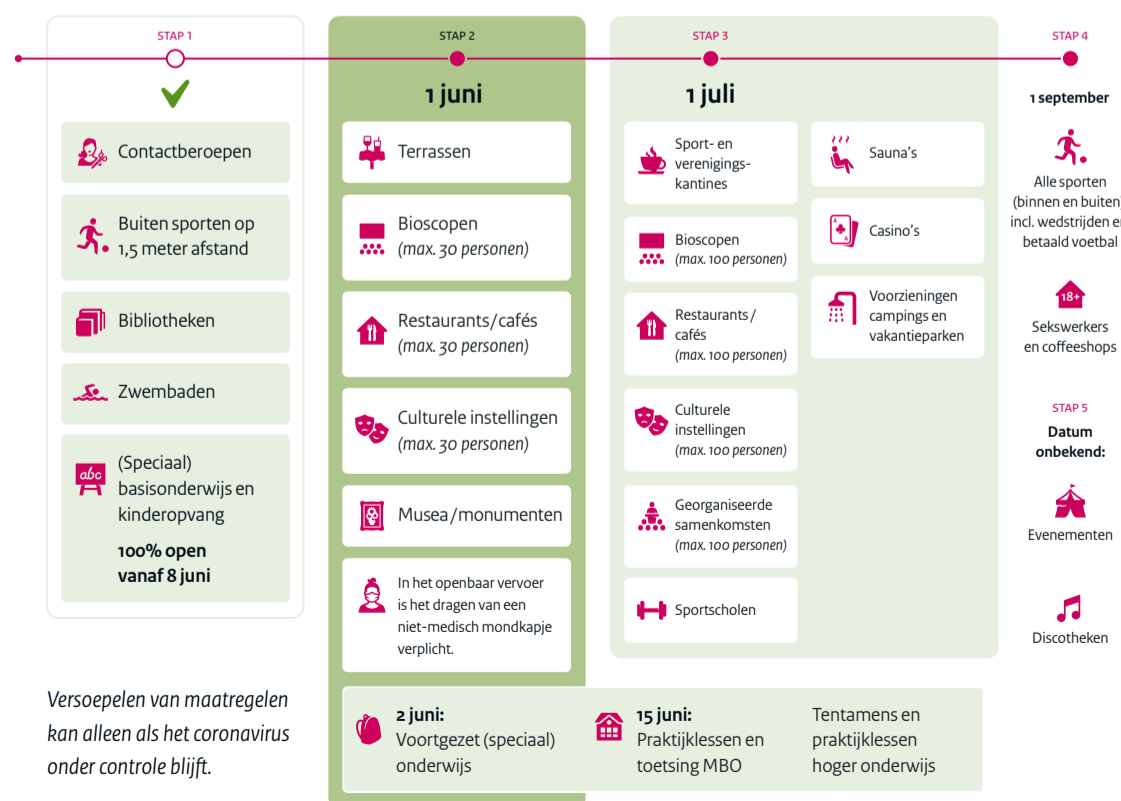 STAP 1
Contactberoepen
Buiten sporten op
1,5 meter afstand
Bibliotheken
Zwembaden
abc
(Speciaal)
basisonderwijs en
kinderopvang
100% open
vanaf 8 juni
STAP 2
1 juni
Terrassen
Bioscopen
(max. 30 personen)
Restaurants/cafés
(max. 30 personen)
Culturele instellingen
(max. 30 personen)
Musea/monumenten
In het openbaar vervoer
is het dragen van een
niet-medisch mondkapje
verplicht.
STAP 3
1 juli
Sport- en
verenigings-
kantines
Bioscopen
(max. 100 personen)
Restaurants/
cafés
(max. 100 personen)
Culturele
instellingen
(max. 100 personen)
Georganiseerde
samenkomsten
(max. 100 personen)
Sportscholen
Sauna's
A
A
Casino's
Voorzieningen
campings en
vakantieparken
STAP 4
1 september
Alle sporten
(binnen en buiten)
incl. wedstrijden
betaald voetbal
18+
Sekswerkers
en coffeeshops
STAP 5
Datum
onbekend:
Evenementen
Discotheken
Versoepelen van maatregelen
kan alleen als het coronavirus
onder controle blijft.
2 juni:
Voortgezet (speciaal)
onderwijs
15 juni:
Praktijklessen en
toetsing MBO
Tentamens en
praktijklessen
hoger onderwijs